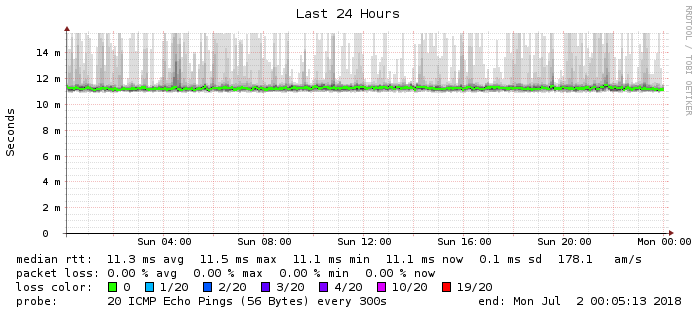 Last 24 Hours
RRDTOOL / TOBI OETIKER
Seconds
14 m
12 m
10 m
8 m
6 m
4 m
2 m
0
Sun 04:00 Sun 08:00 Sun 12:00 Sun 16:00 Sun 20:00 Mon 00:00
median rtt: 11.3 ms avg 11.5 ms max 11.1 ms min 11.1 ms now 0.1 ms sd 178.1 am/s
packet loss: 0.00 % avg 0.00 % max 0.00 % min 0.00 % now
loss color: 0 1/20 2/20 3/20 4/20 10/20 19/20
probe: 20 ICMP Echo Pings (56 Bytes) every 300s end: Mon Jul 2 00:05:13 2018